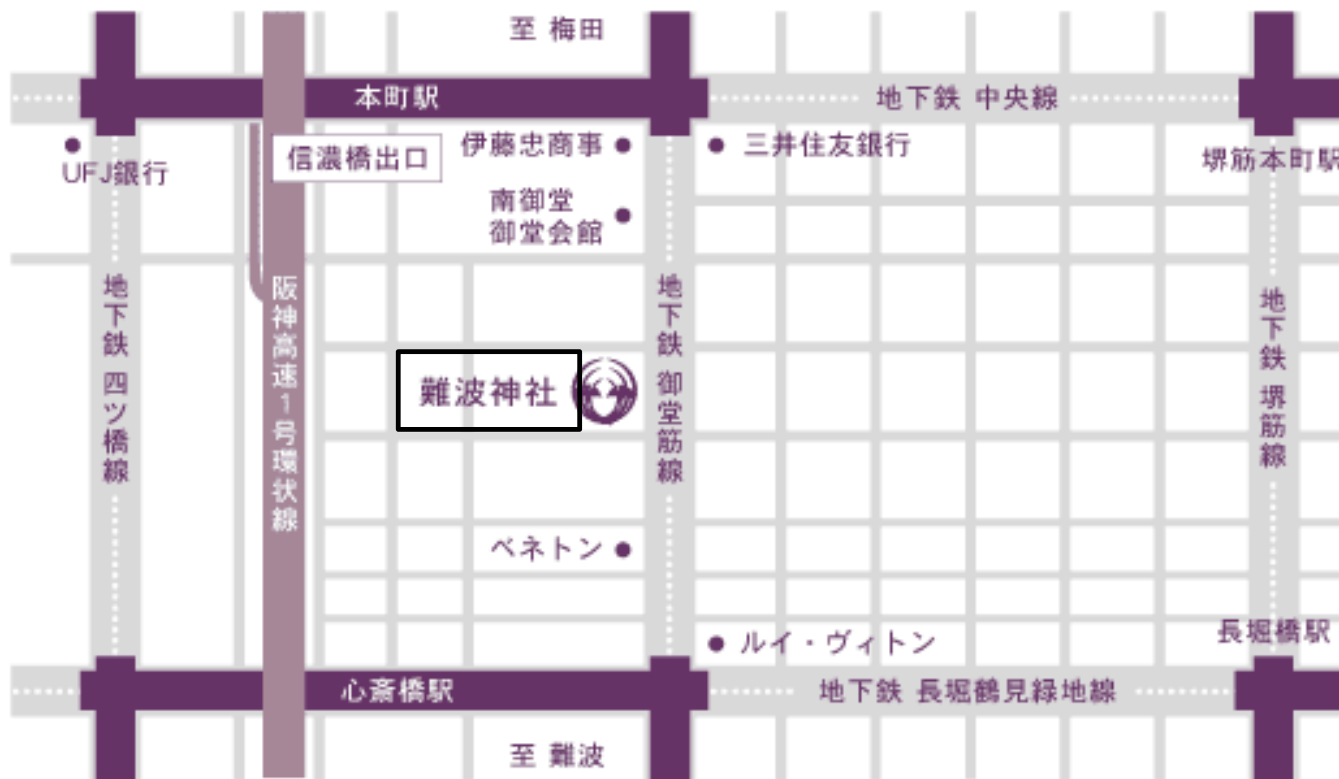 至 梅田
本町駅
地下鉄 中央線
UFJ銀行
信濃橋出口
伊藤忠商事
三井住友銀行
堺筋本町駅
南御堂
御堂会館
地下鉄 四ツ橋線
阪神高速1号環状線
地下鉄 御堂筋線
地下鉄 堺筋線
難波神社
ベネトン
ルイ・ヴィトン
長堀橋駅
心斎橋駅
地下鉄 長堀鶴見緑地線
至 難波